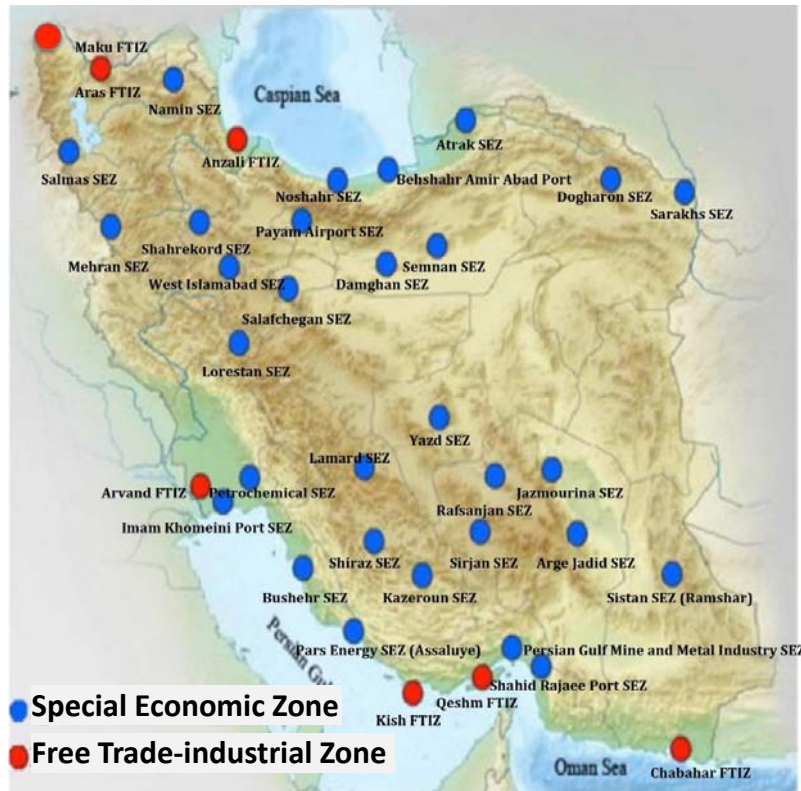 Maku FTIZ
Aras FTIZ
Namin SEZ
Caspian Sea
Atrak SEZ
Anzali FTIZ
Salmas SEZ
Noshahr SEZ
Behshahr Amir Abad Port
Dogharon SEZ
Sarakhs SEZ
Shahrekord SEZ
Payam Airport SEZ
Mehran SEZ
West Islamabad SEZ
Damghan SEZ
Semnan SEZ
Salafchegan SEZ
Lorestan SEZ
Yazd SEZ
Lamard SEZ
Arvand FTIZ
Petrochemical SEZ
Jazmourina SEZ
Rafsanjan SEZ
Imam Khomeini Port SEZ
Shiraz SEZ
Sirjan SEZ
Arge Jadid SEZ
Bushehr SEZ
Kazeroun SEZ
Sistan SEZ (Ramshar)
Persian Gu
Pars Energy SEZ (Assaluye)
Persian Gulf Mine and Metal Industry SEZ
Shahid Rajaee Port SEZ
Qeshm FTIZ
Kish FTIZ
Special Economic Zone
Free Trade-industrial Zone
Oman Sea
Chabahar FTIZ